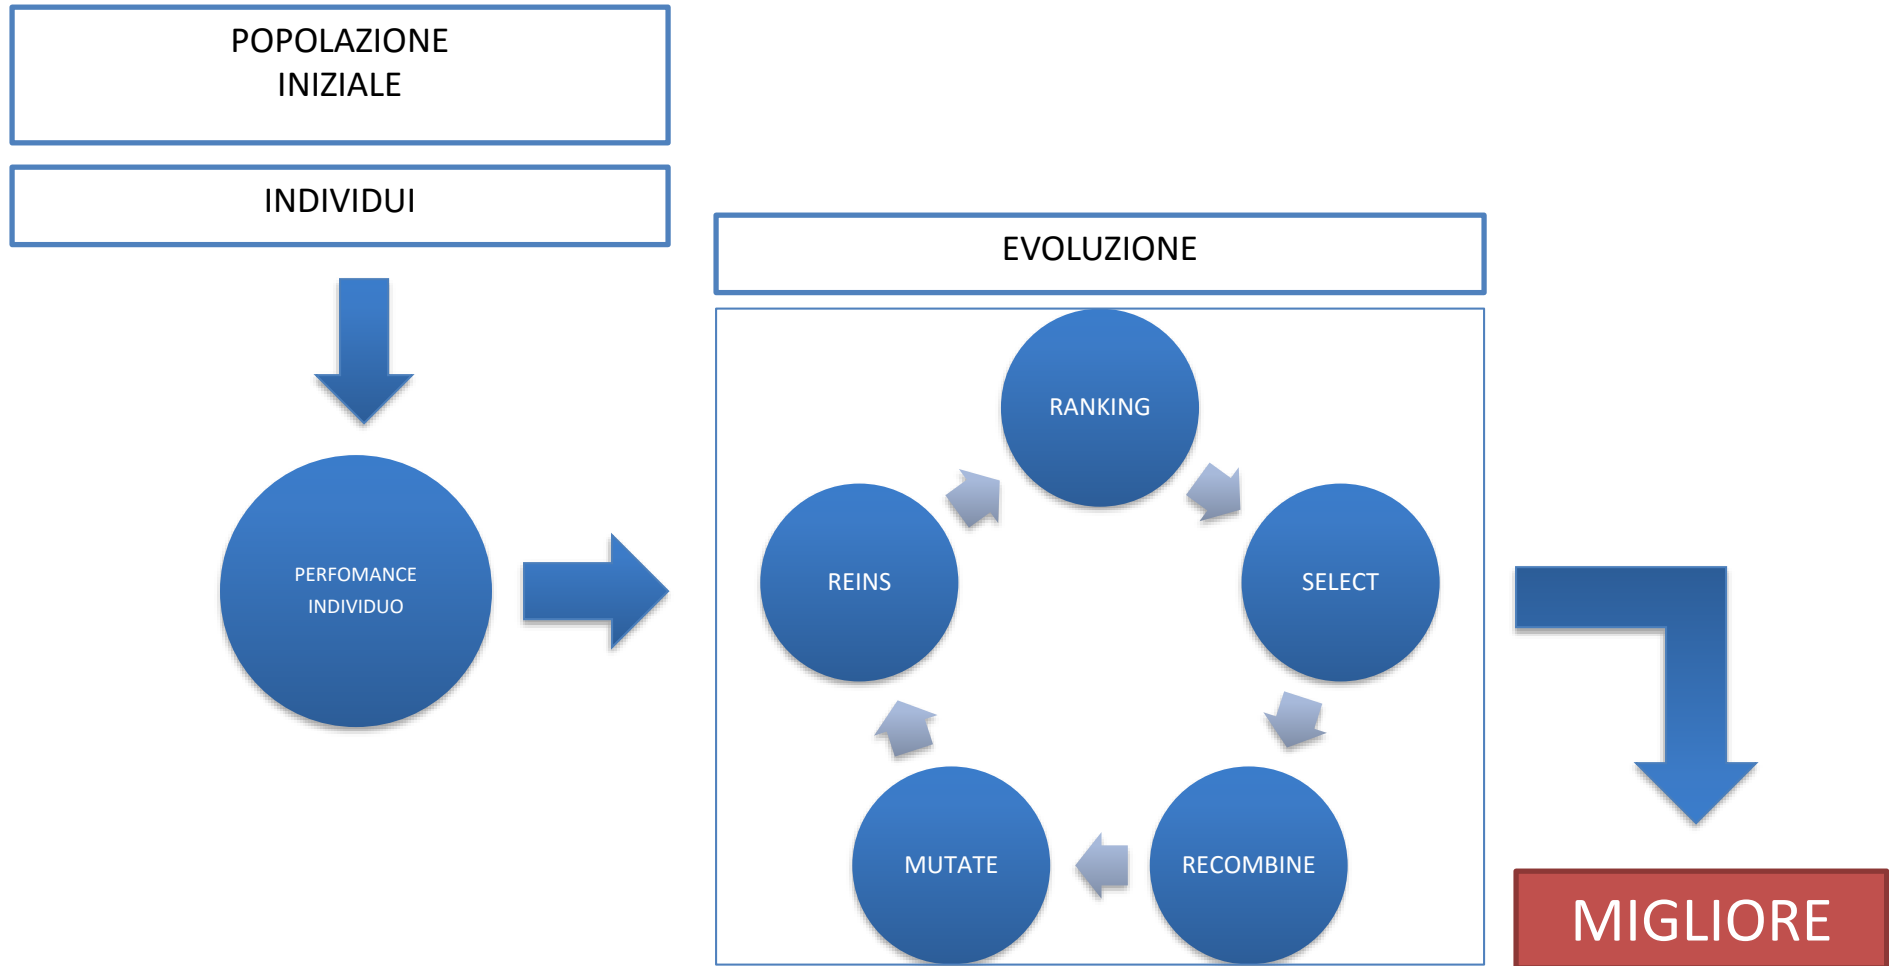 POPOLAZIONE
INIZIALE
INDIVIDUI
PERFOMANCE
INDIVIDUO
EVOLUZIONE
RANKING
SELECT
RECOMBINE
MUTATE
REINS
MIGLIORE